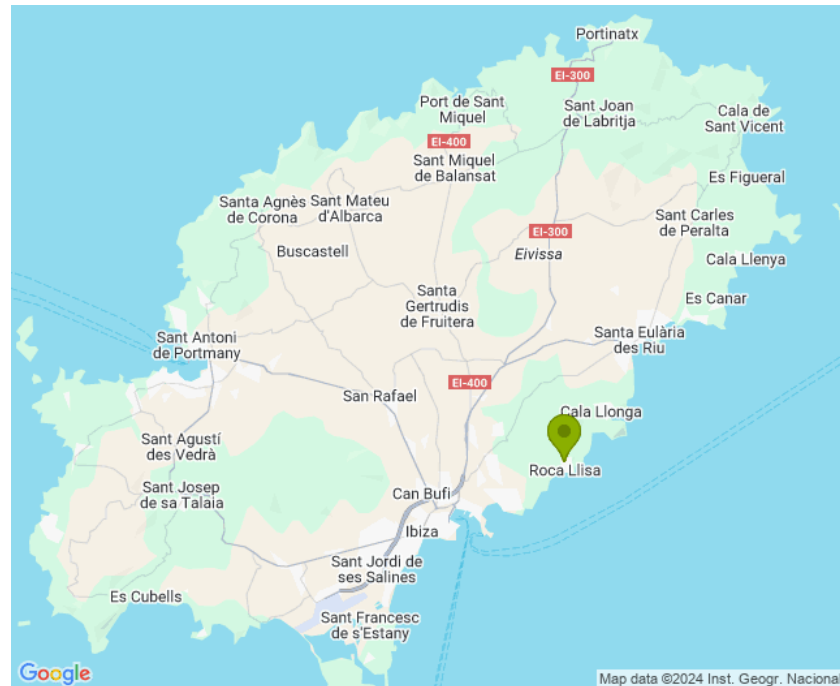 Portinatx
EI-300
Port de Sant
Miquel
Sant Joan
de Labritja
Cala de
Sant Vicent
EI-400
Sant Miquel
de Balansat
Es Figueral
Santa Agnès
de Corona
Sant Mateu
d'Albarca
Sant Carles
de Peralta
EI-300
Buscastell
Eivissa
Cala Llenya
Santa
Gertrudis
de Fruitera
Es Canar
Sant Antoni
de Portmany
Santa Eulària
des Riu
EI-400
San Rafael
Cala Llonga
Sant Agustí
des Vedrà
Roca Llisa
Sant Josep
de sa Talaia
Can Bufi
Ibiza
Sant Jordi de
ses Salines
Es Cubells
Sant Francesc
de s'Estany
Google
Map data ©2024 Inst. Geogr. Nacional